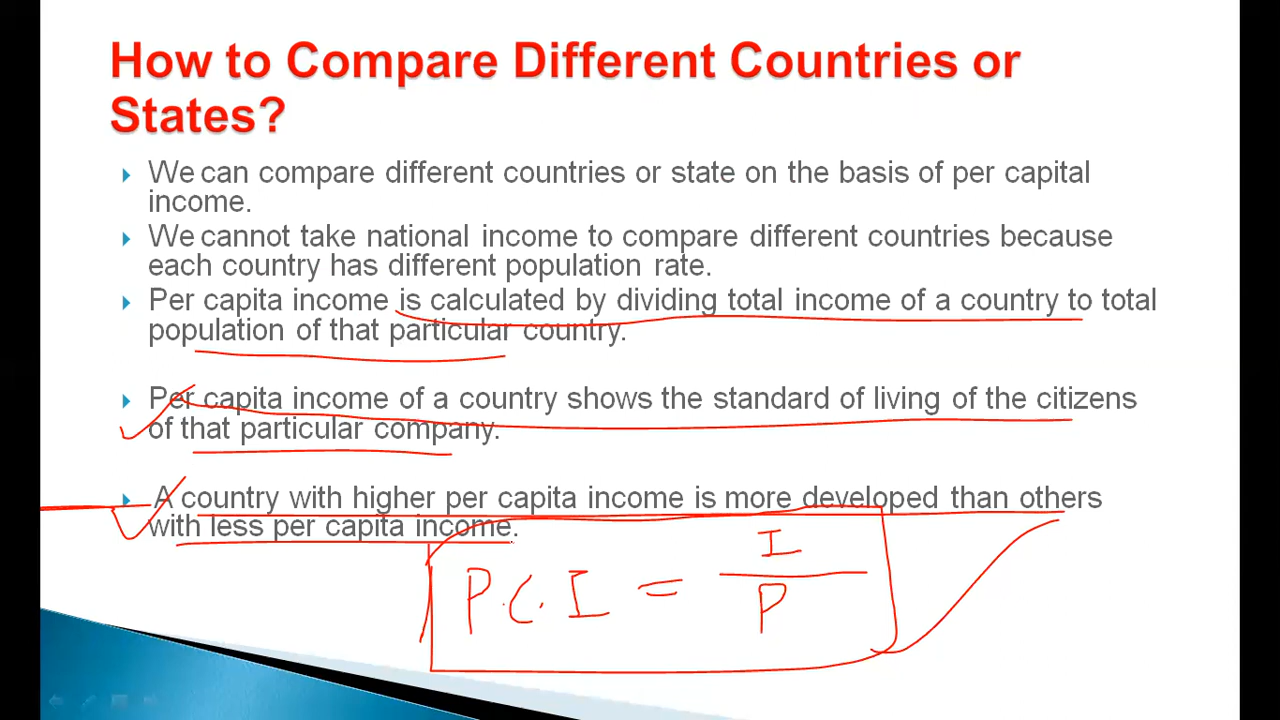 How to Compare Different Countries or
States?
We can compare different countries or state on the basis of per capital
income.
We cannot take national income to compare different countries because
each country has different population rate.
Per capita income is calculated by dividing total income of a country to total
population of that particular country.
Per capita income of a country shows the standard of living of the citizens
of that particular company.
A country with higher per capita income is more developed than others
with less per capita income.
P.C.I = I
P